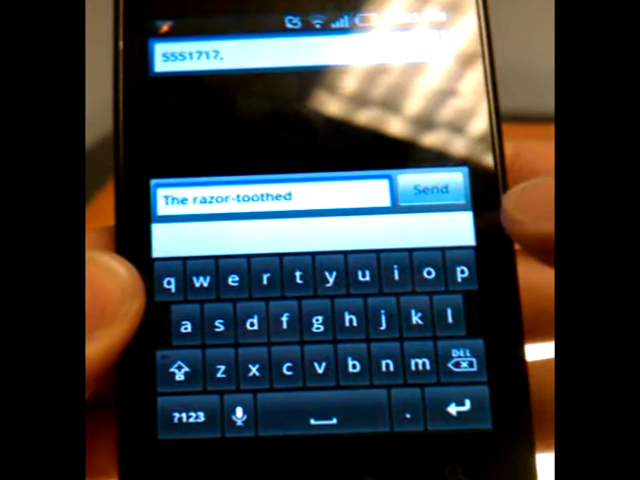 5551717,
The razor-toothed
Send
q w e r t y u i o p
a s d f g h j k l
z x c v b n m DEL
?123 .